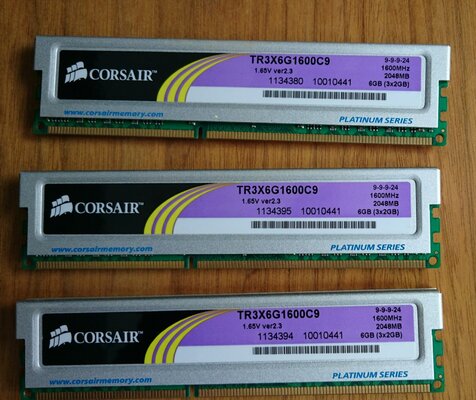 CORSAIR™
TR3X6G1600C9
1.65V ver2.3
9-9-9-24
1600MHz
2048MB
1134380 10010441 6GB (3x2GB)
www.corsairmemory.com
PLATINUM SERIES
CORSAIR™
TR3X6G1600C9
1.65V ver2.3
9-9-9-24
1600MHz
2048MB
1134395 10010441 6GB (3x2GB)
www.corsairmemory.com
PLATINUM SERIES
CORSAIR™
TR3X6G1600C9
1.65V ver2.3
9-9-9-24
1600MHz
2048MB
1134394 10010441 6GB (3x2GB)
www.corsairmemory.com
PLATINUM SERIES